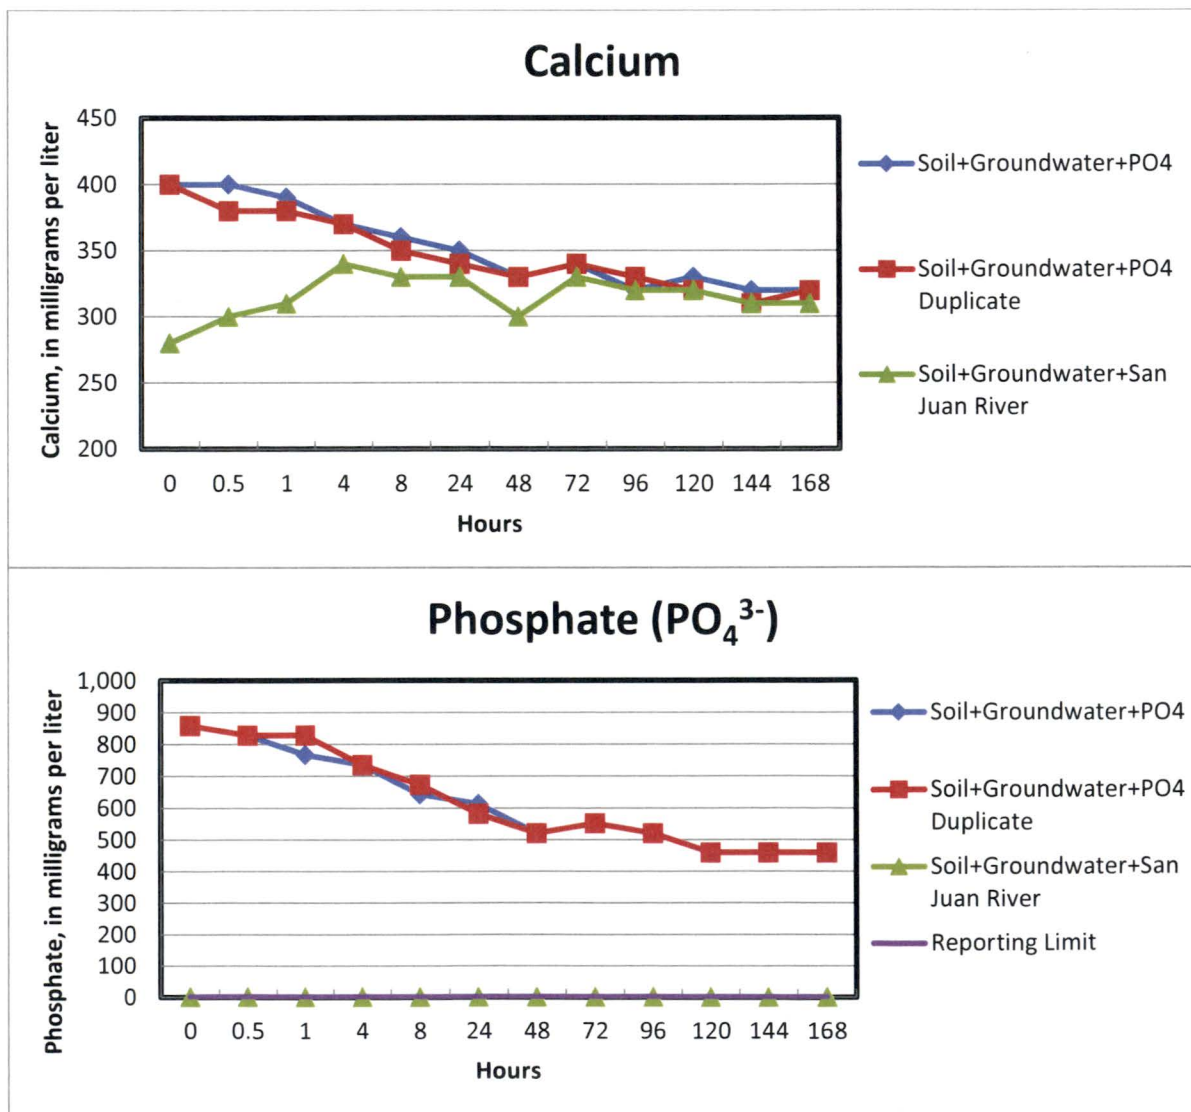 Calcium
Calcium, in milligrams per liter
450
400
350
300
250
200
0 0.5 1 4 8 24 48 72 96 120 144 168
Hours
Soil+Groundwater+PO4
Soil+Groundwater+PO4
Duplicate
Soil+Groundwater+San
Juan River
Phosphate (PO₄³⁻)
Phosphate, in milligrams per liter
1,000
900
800
700
600
500
400
300
200
100
0
0 0.5 1 4 8 24 48 72 96 120 144 168
Hours
Soil+Groundwater+PO4
Soil+Groundwater+PO4
Duplicate
Soil+Groundwater+San
Juan River
Reporting Limit